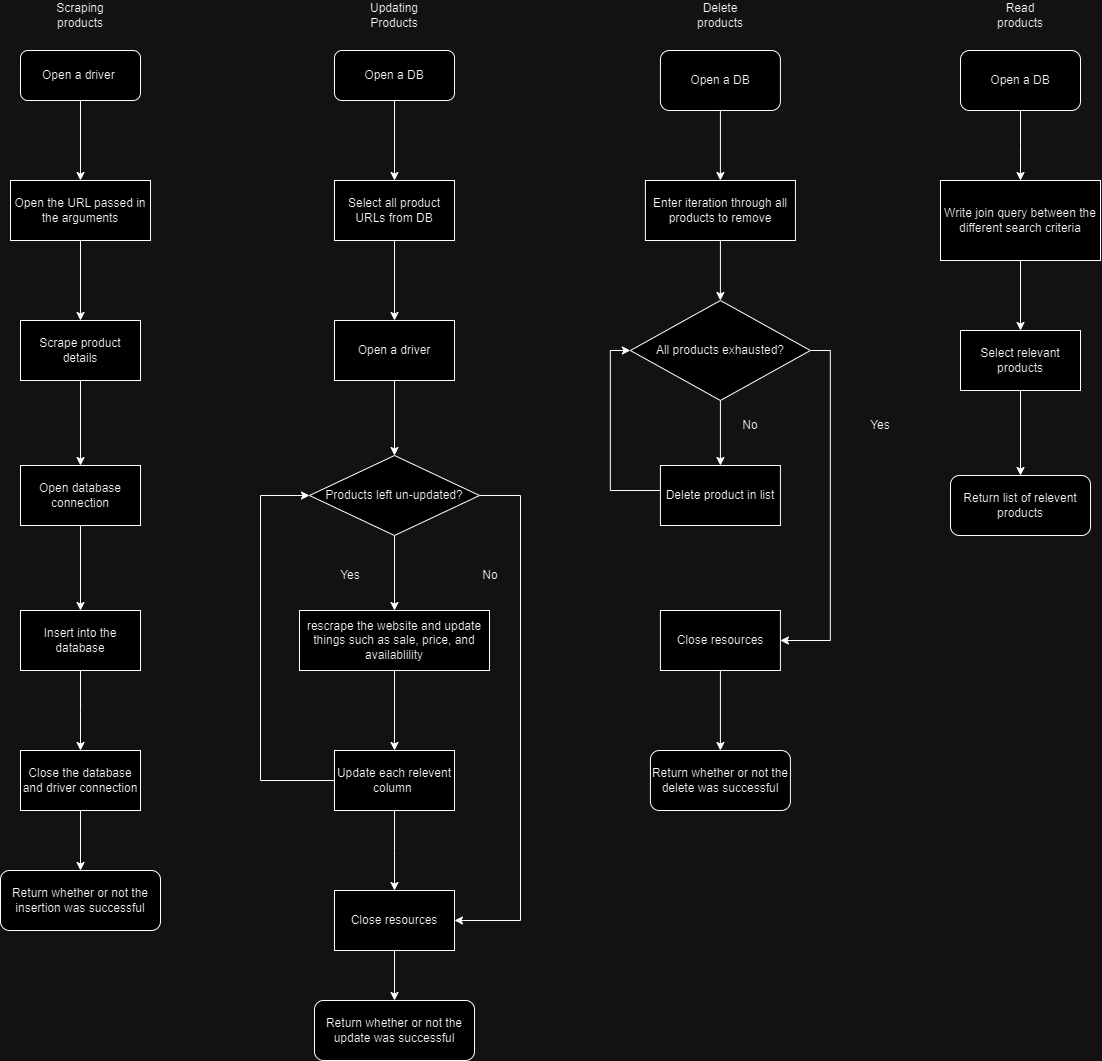 Scraping
products
Open a driver
Open the URL passed in
the arguments
Scrape product
details
Open database
connection
Insert into the
database
Close the database
and driver connection
Return whether or not the
insertion was successful
Updating
Products
Open a DB
Select all product
URLs from DB
Open a driver
Products left un-updated?
Yes
No
rescrape the website and update
things such as sale, price, and
availablility
Update each relevent
column
Close resources
Return whether or not the
update was successful
Delete
products
Open a DB
Enter iteration through all
products to remove
All products exhausted?
No
Yes
Delete product in list
Close resources
Return whether or not the
delete was successful
Read
products
Open a DB
Write join query between the
different search criteria
Select relevant
products
Return list of relevent
products